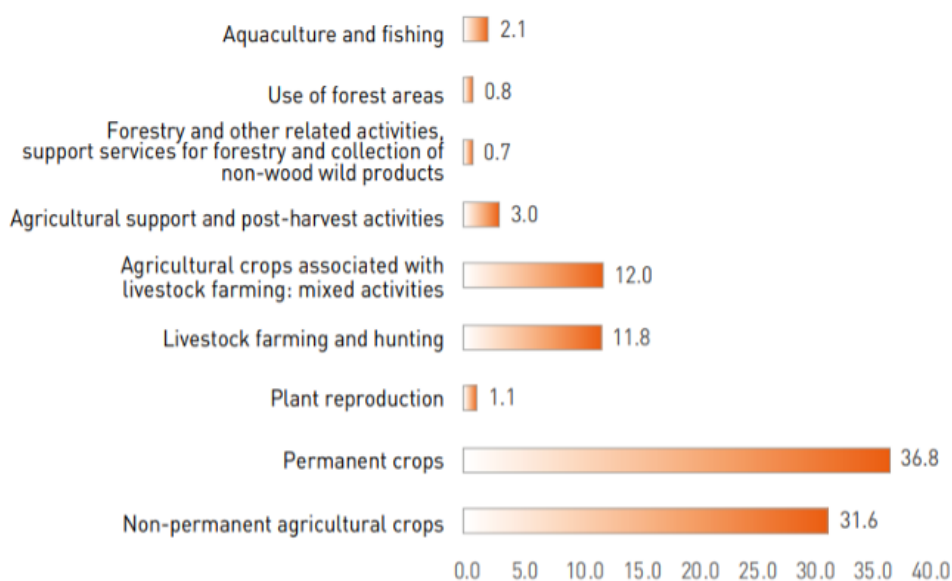 Aquaculture and fishing 2.1
Use of forest areas 0.8
Forestry and other related activities,
support services for forestry and collection of
non-wood wild products 0.7
Agricultural support and post-harvest activities 3.0
Agricultural crops associated with
livestock farming: mixed activities 12.0
Livestock farming and hunting 11.8
Plant reproduction 1.1
Permanent crops 36.8
Non-permanent agricultural crops 31.6
0.0 5.0 10.0 15.0 20.0 25.0 30.0 35.0 40.0